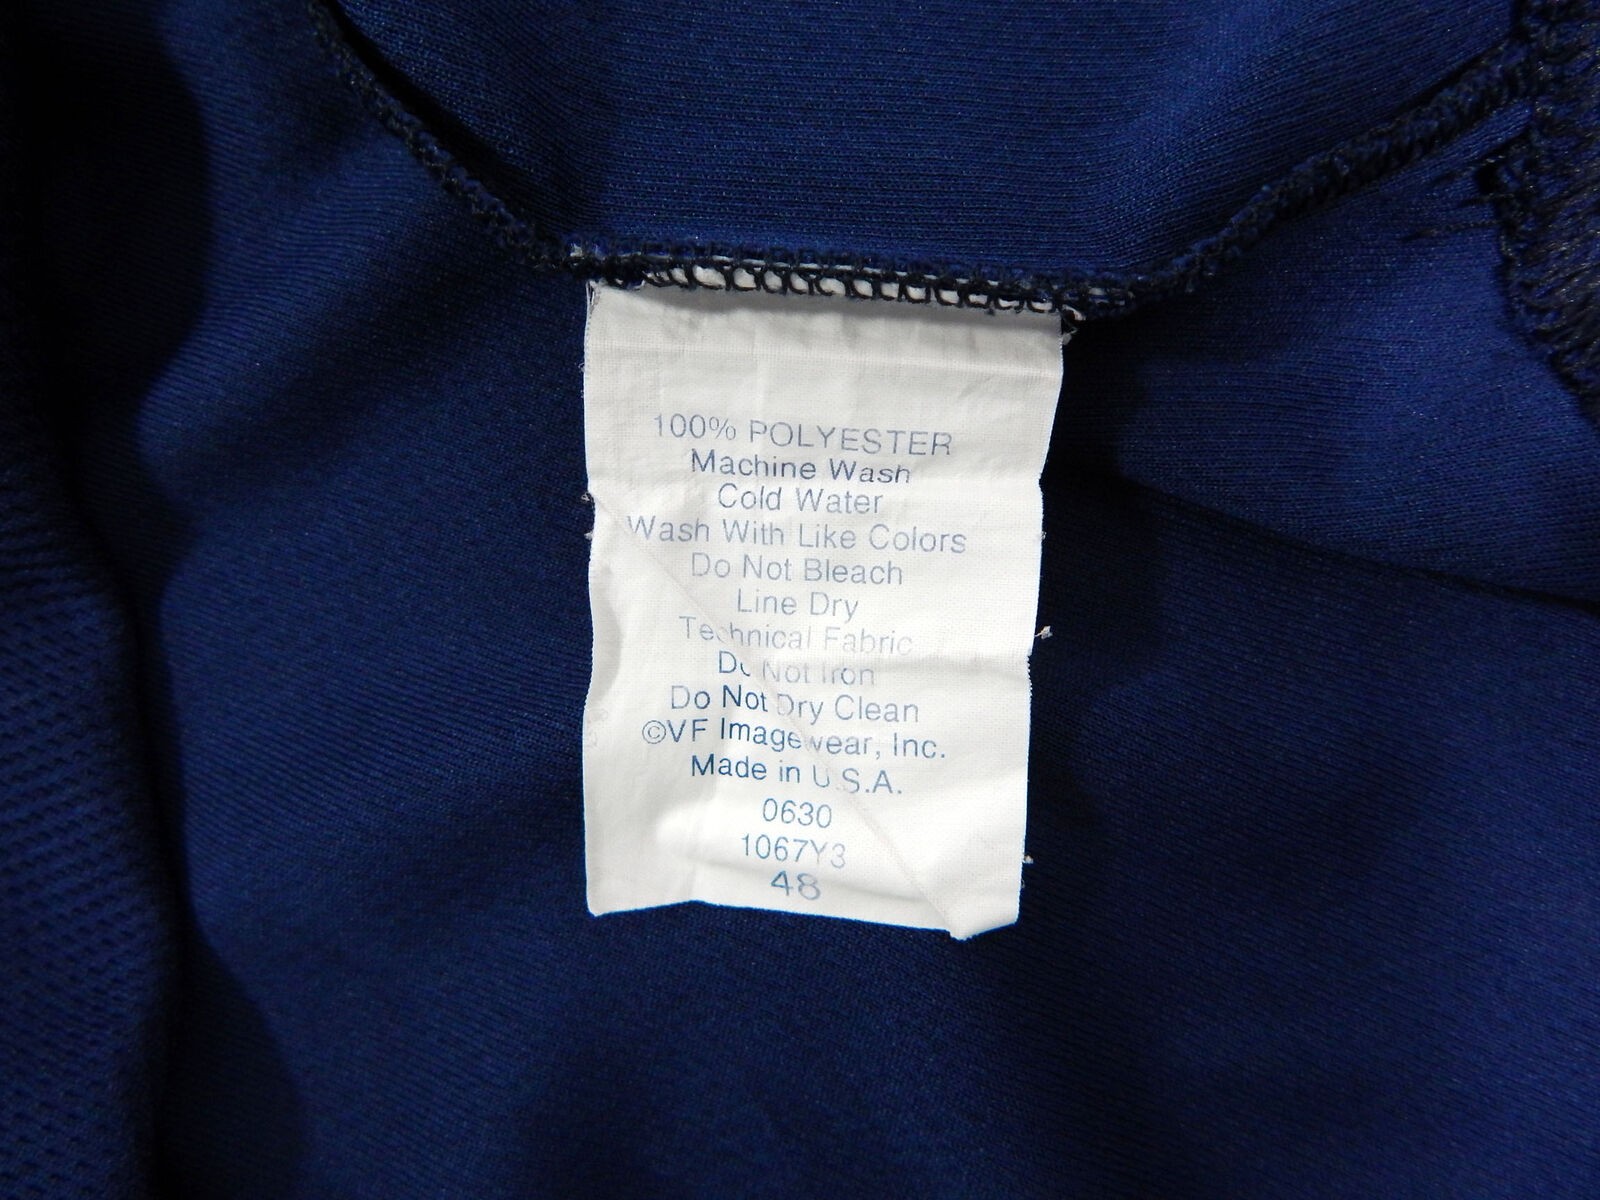 100% POLYESTER
Machine Wash
Cold Water
Wash With Like Colors
Do Not Bleach
Line Dry
Technical Fabric
Do Not Iron
Do Not Dry Clean
©VF Imagewear, Inc.
Made in U.S.A.
0630
1067Y3
48